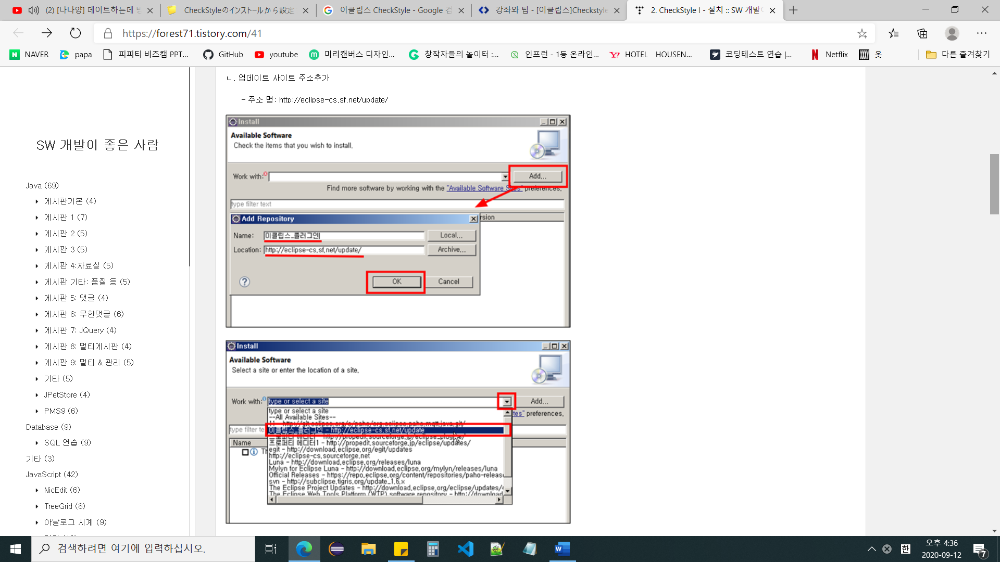 (2) [나나양] 데이트하는데 방
CheckStyleのインストールから設定
이클립스 CheckStyle - Google 검
강좌와 팁 - [이클립스]Checkstyle
2. CheckStyle I - 설치 :: SW 개발이
https://forest71.tistory.com/41
NAVER
papa
피피티 비즈캠 PPT...
GitHub
youtube
미리캔버스 디자인...
창작자들의 놀이터 :...
인프런 - 1등 온라인...
HOTEL HOUSEN...
코딩테스트 연습 |...
Netflix
옷
다른 즐겨찾기
SW 개발이 좋은 사람
Java (69)
게시판기본 (4)
게시판 1 (7)
게시판 2 (5)
게시판 3 (5)
게시판 4:자료실 (5)
게시판 기타: 품질 등 (5)
게시판 5: 댓글 (4)
게시판 6: 무한댓글 (6)
게시판 7: JQuery (4)
게시판 8: 멀티게시판 (4)
게시판 9: 멀티 & 관리 (5)
기타 (5)
JPetStore (4)
PMS9 (6)
Database (9)
SQL 연습 (9)
기타 (3)
JavaScript (42)
NicEdit (6)
TreeGrid (8)
아날로그 시계 (9)
ㄴ. 업데이트 사이트 주소추가
- 주소 명: http://eclipse-cs.sf.net/update/
Install
Available Software
Check the items that you wish to install.
Work with:
Add...
Find more software by working with the "Available Software Sites" preferences.
type filter text
Add Repository
rsion
Name: 이클립스_플러그인
Local...
Location: http://eclipse-cs.sf.net/update/
Archive...
OK
Cancel
Install
Available Software
Select a site or enter the location of a site.
Work with: type or select a site
Add...
type or select a site
tes" preferences.
--All Available Sites--
11 - http://git.eclipse.org/c/paho/org.eclipse.paho.mqtt.java.git/
type filter te
이클립스_플러그인 - http://eclipse-cs.sf.net/update
프로퍼티 에디터 - http://propedit.sourceforge.jp/eclipse_plugins/
Name
프로퍼티 에디터1 - http://propedit.sourceforge.jp/eclipse/updates/
Th
egit - http://download.eclipse.org/egit/updates
http://eclipse-cs.sourceforge.net
Luna - http://download.eclipse.org/releases/luna
Mylyn for Eclipse Luna - http://download.eclipse.org/mylyn/releases/luna
Official Releases - https://repo.eclipse.org/content/repositories/paho-release
svn - http://subclipse.tigris.org/update_1.6.x
The Eclipse Project Updates - http://download.eclipse.org/eclipse/updates/
The Eclipse Web Tools Platform (WTP) software repository - http://download
검색하려면 여기에 입력하십시오.
한
오후 4:36
2020-09-12
7